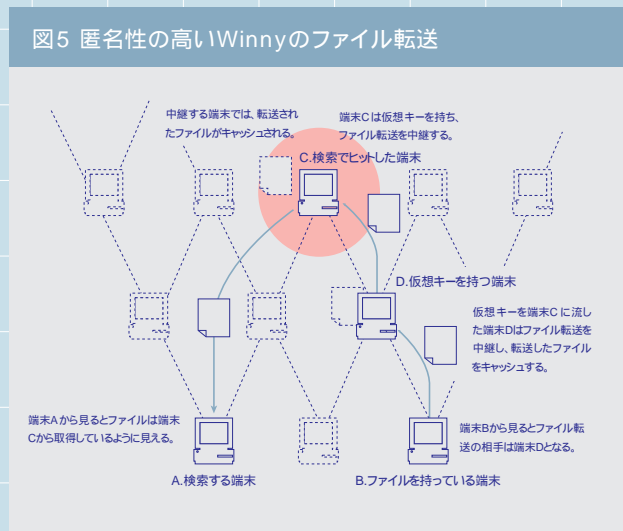 図5 匿名性の高いWinnyのファイル転送
中継する端末では、転送され
たファイルがキャッシュされる。
端末Cは仮想キーを持ち、
ファイル転送を中継する。
C.検索でヒットした端末
D.仮想キーを持つ端末
仮想キーを端末Cに流し
た端末Dはファイル転送を
中継し、転送したファイル
をキャッシュする。
端末Aから見るとファイルは端末
Cから取得しているように見える。
端末Bから見るとファイル転
送の相手は端末Dとなる。
A.検索する端末
B.ファイルを持っている端末